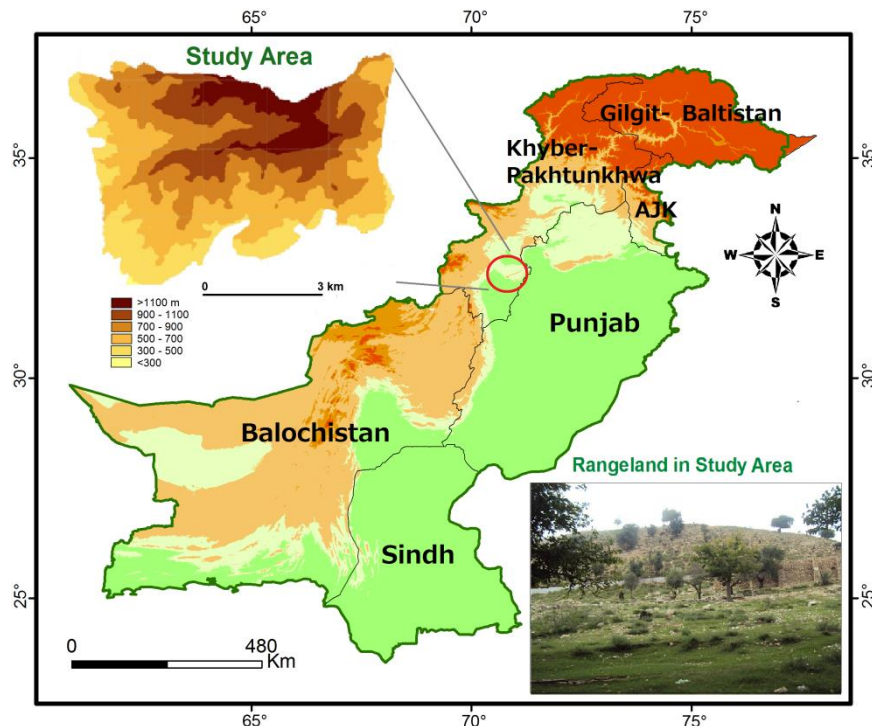 65° 70° 75°
Study Area
Gilgit- Baltistan
35°
Khyber-
Pakhtunkhwa
AJK
N
W E
S
3 km
>1100 m
900 - 1100
700 - 900
500 - 700
300 - 500
<300
Punjab
30° 30°
Balochistan
Rangeland in Study Area
Sindh
25° 25°
0 480
Km
65° 70° 75°